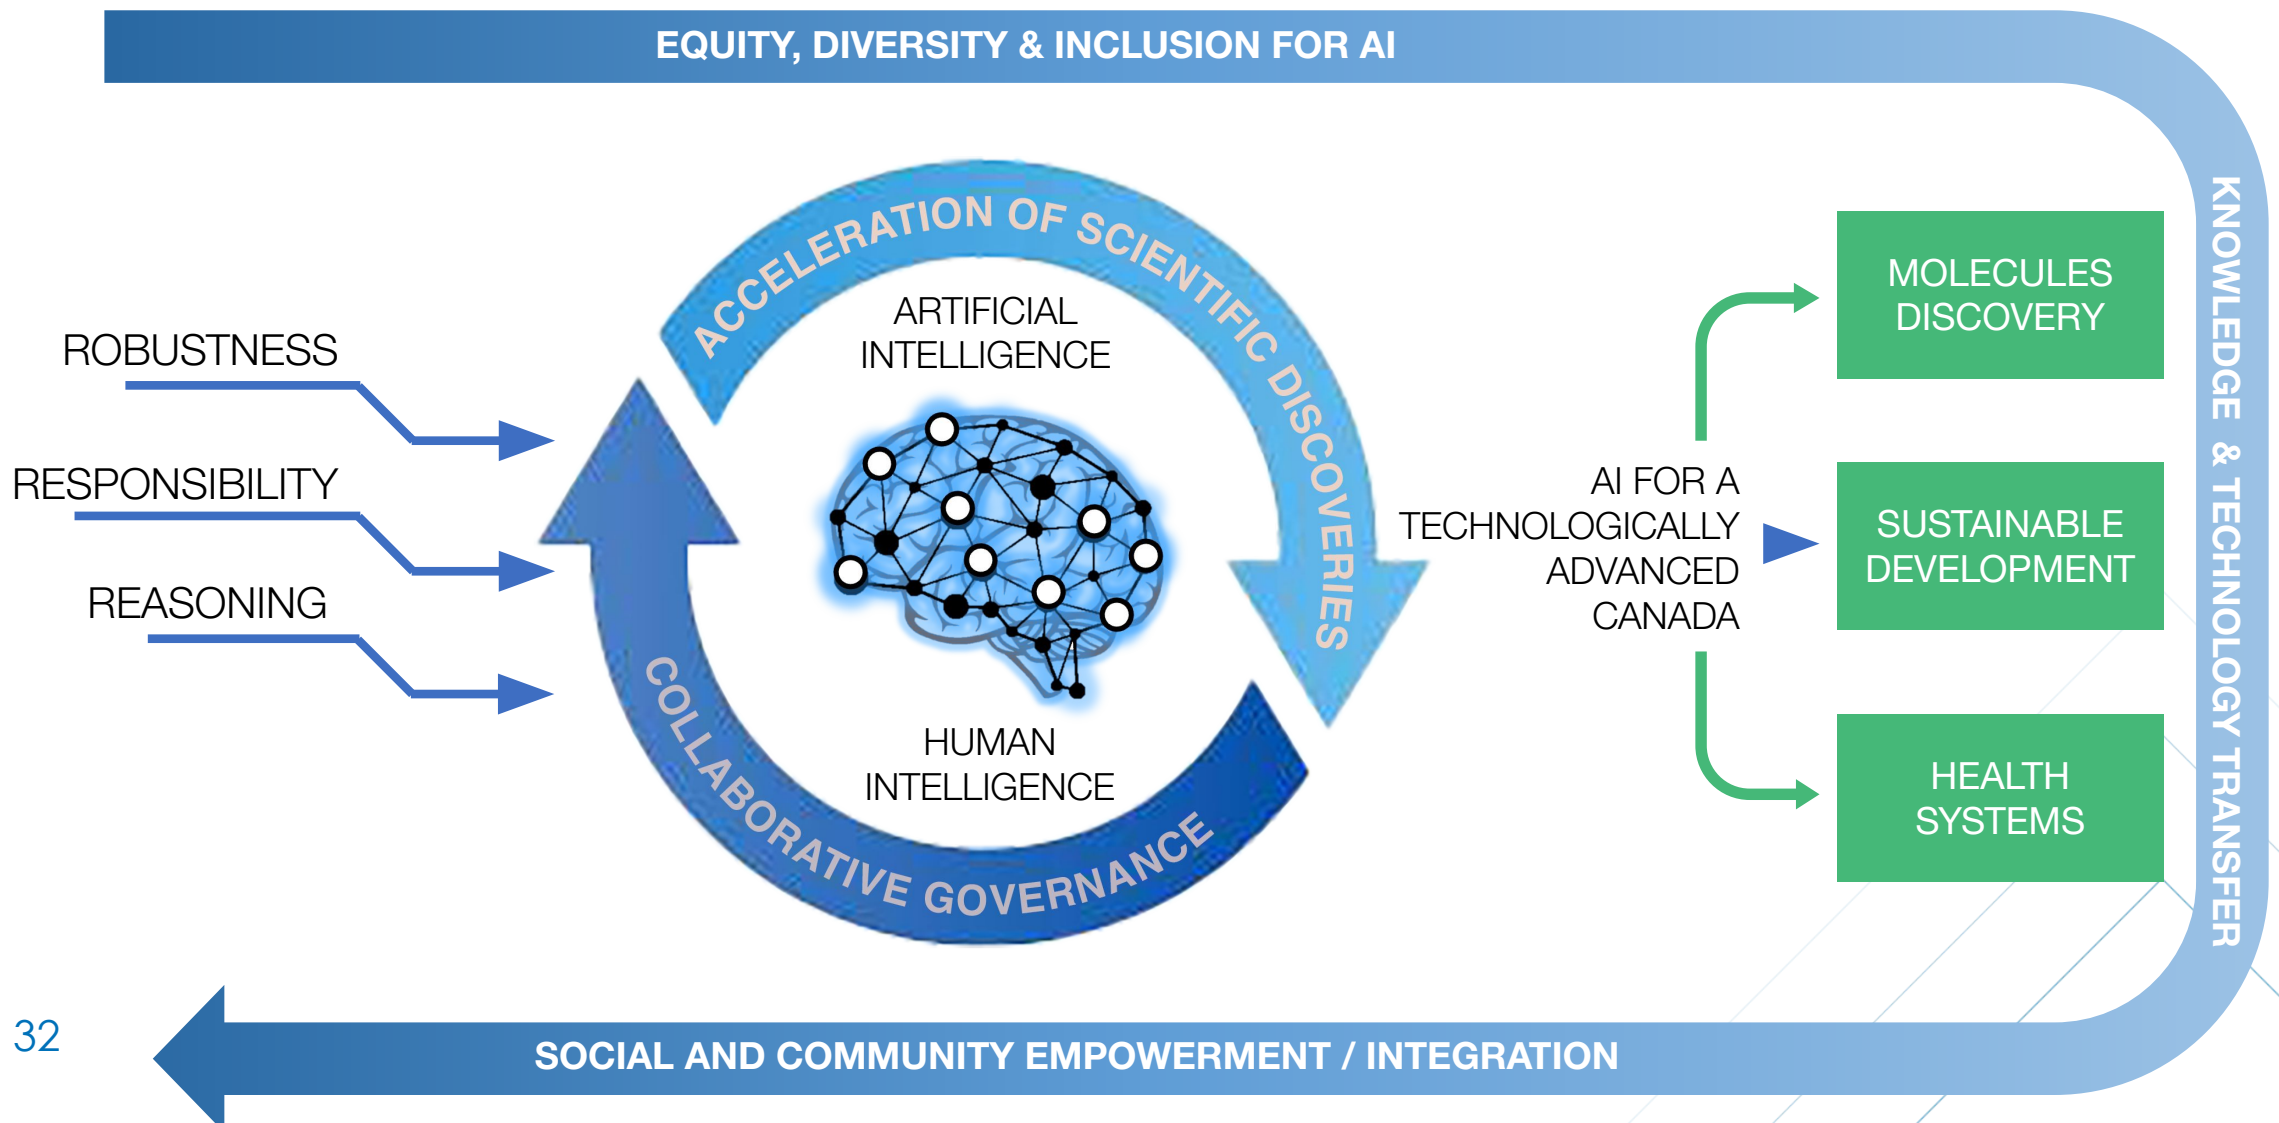 EQUITY, DIVERSITY & INCLUSION FOR AI
ROBUSTNESS
RESPONSIBILITY
REASONING
ACCELERATION OF SCIENTIFIC DISCOVERIES
ARTIFICIAL
INTELLIGENCE
HUMAN
INTELLIGENCE
COLLABORATIVE GOVERNANCE
AI FOR A
TECHNOLOGICALLY
ADVANCED
CANADA
MOLECULES
DISCOVERY
SUSTAINABLE
DEVELOPMENT
HEALTH
SYSTEMS
KNOWLEDGE & TECHNOLOGY TRANSFER
SOCIAL AND COMMUNITY EMPOWERMENT / INTEGRATION
32